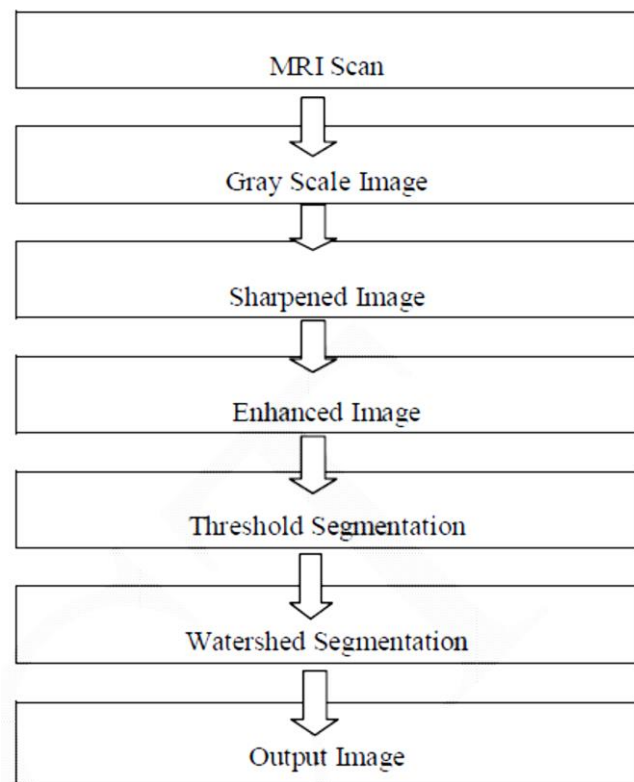 MRI Scan
Gray Scale Image
Sharpened Image
Enhanced Image
Threshold Segmentation
Watershed Segmentation
Output Image